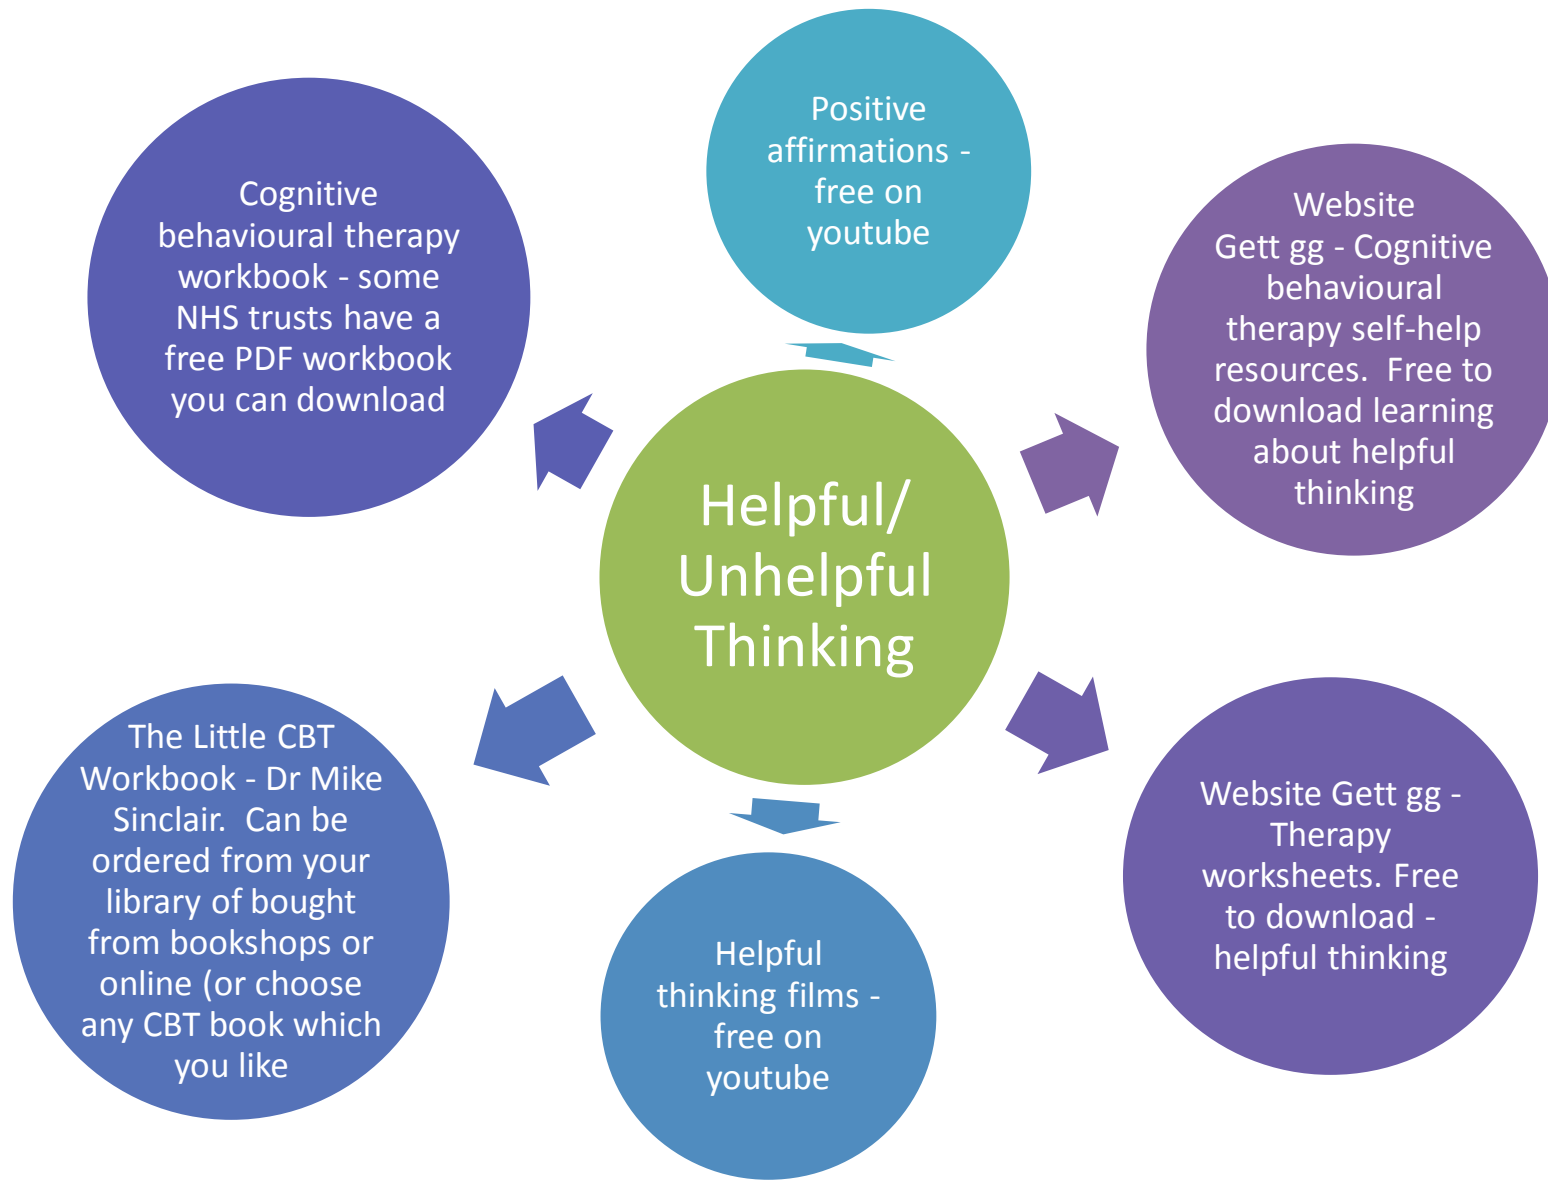 Positive
affirmations -
free on
youtube
Website
Gett gg - Cognitive
behavioural
therapy self-help
resources.  Free to
download learning
about helpful
thinking
Website Gett gg -
Therapy
worksheets. Free
to download -
helpful thinking
Helpful
thinking films -
free on
youtube
The Little CBT
Workbook - Dr Mike
Sinclair.  Can be
ordered from your
library of bought
from bookshops or
online (or choose
any CBT book which
you like
Cognitive
behavioural therapy
workbook - some
NHS trusts have a
free PDF workbook
you can download
Helpful/
Unhelpful
Thinking